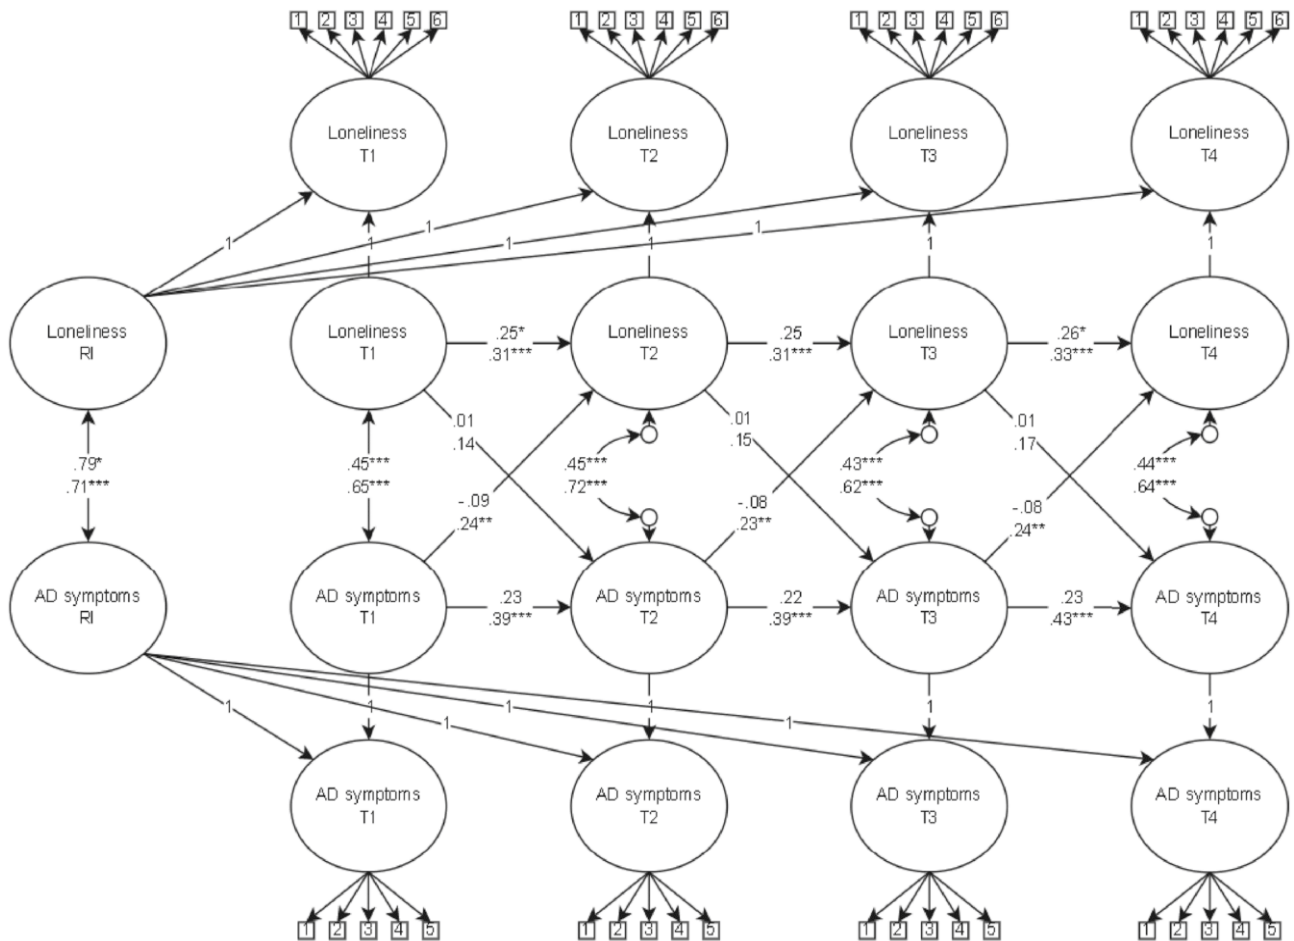 1 2 3 4 5 6 1 2 3 4 5 6 1 2 3 4 5 6 1 2 3 4 5 6
Loneliness Loneliness Loneliness Loneliness
T1 T2 T3 T4
1 1 1 1
1 1 1 1
Loneliness Loneliness Loneliness Loneliness Loneliness
RI T1 T2 T3 T4
.25* .25 .26*
.31*** .31*** .33***
.01 .01 .01
.14 .15 .17
.79* .45*** .45*** .43*** .44***
.71*** .65*** .72*** .62*** .64***
-.09 -.08 -.08
.24** .23** .24**
AD symptoms AD symptoms AD symptoms AD symptoms AD symptoms
RI T1 T2 T3 T4
.23 .22 .23
.39*** .39*** .43***
1 1 1 1 1 1
1 1
AD symptoms AD symptoms AD symptoms AD symptoms
T1 T2 T3 T4
1 2 3 4 5 1 2 3 4 5 1 2 3 4 5 1 2 3 4 5